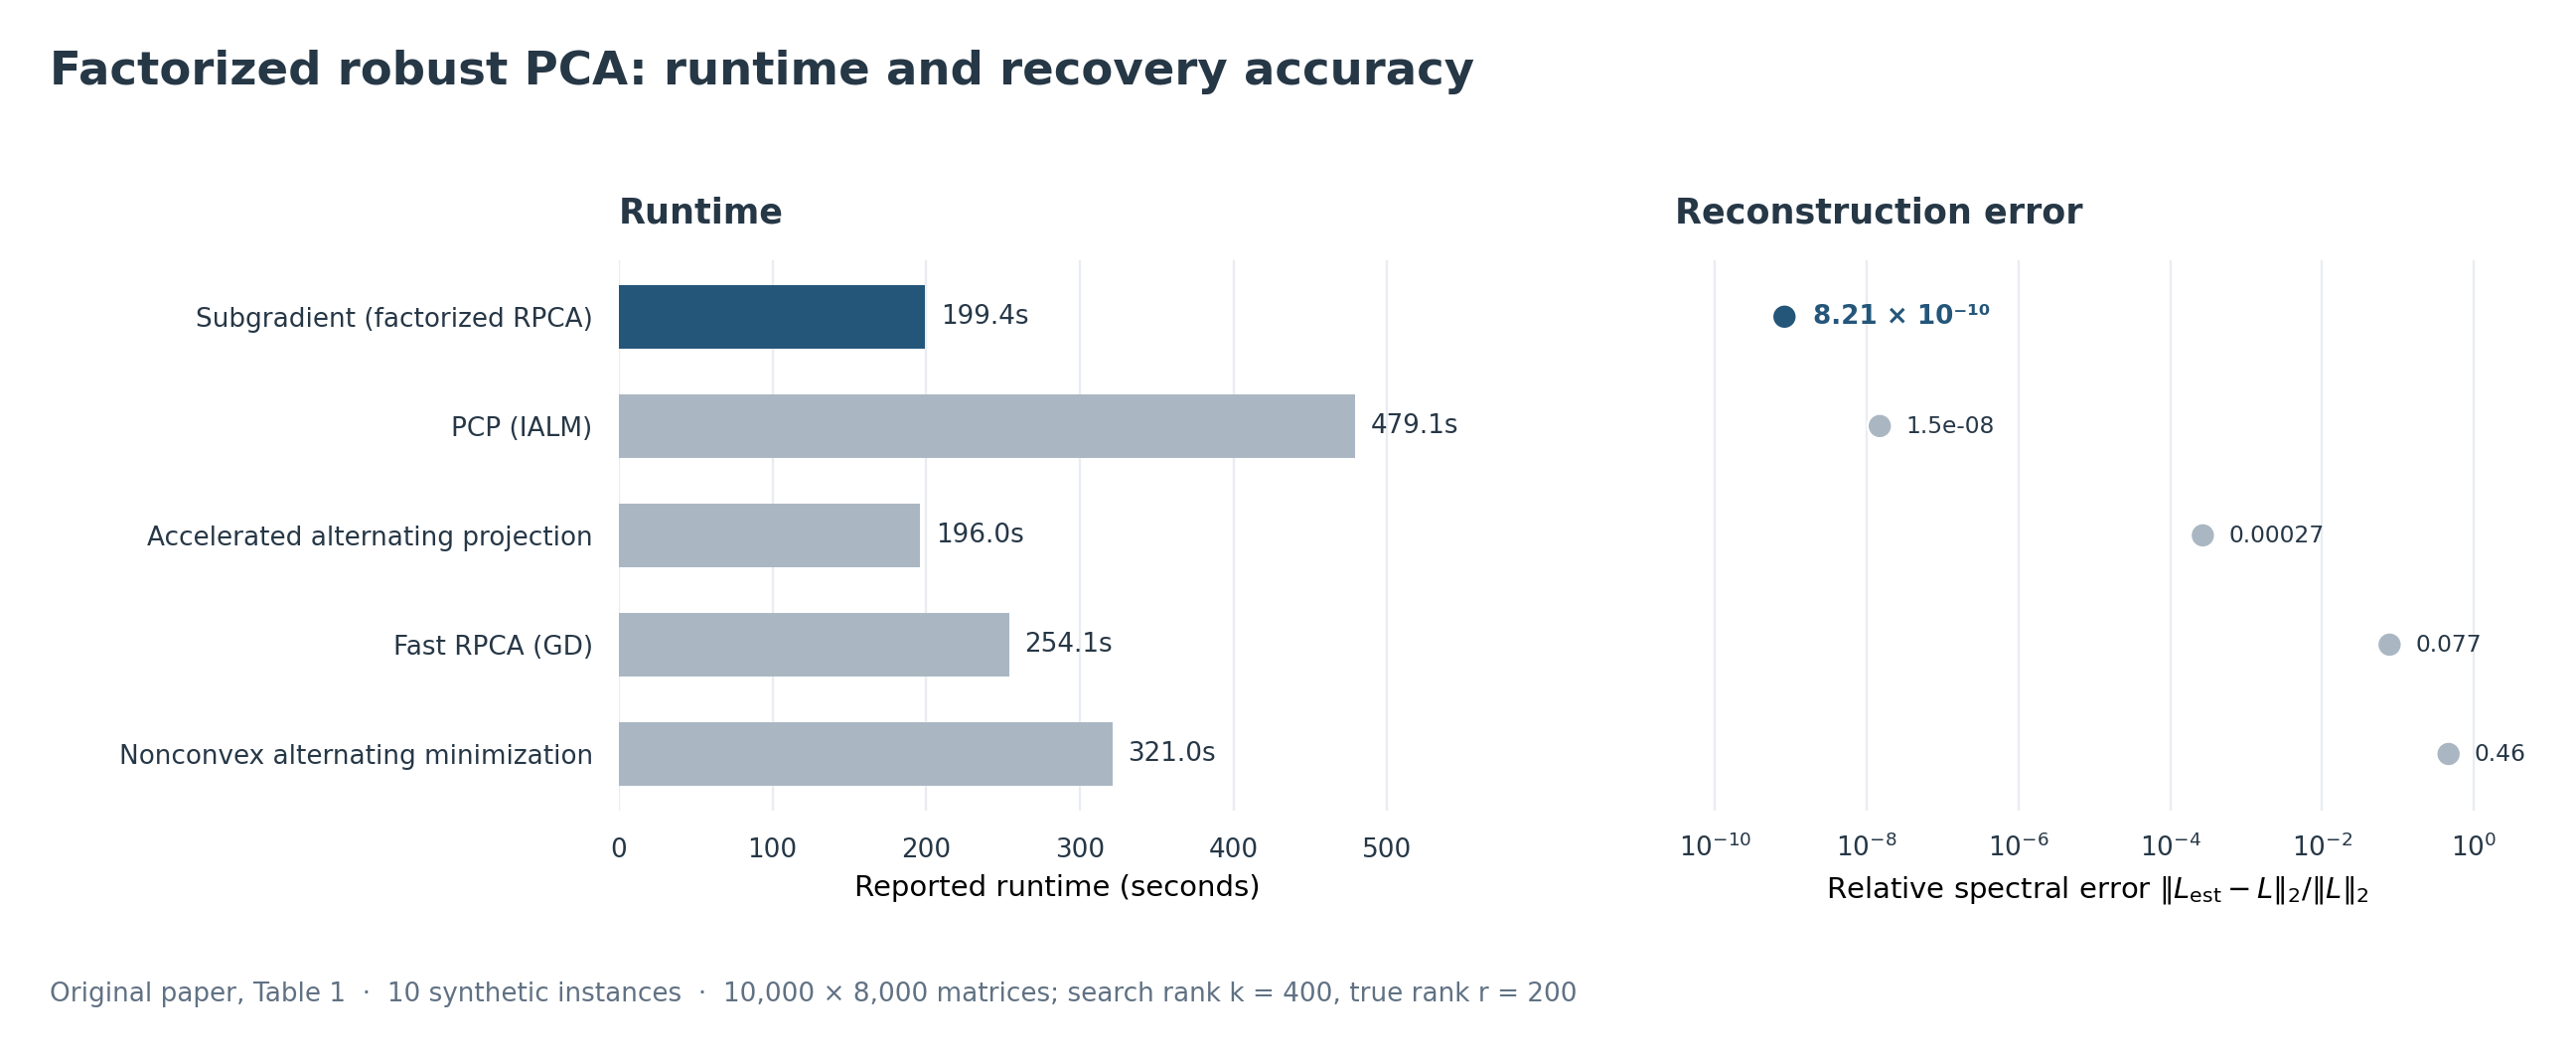 Factorized robust PCA: runtime and recovery accuracy
Runtime
Subgradient (factorized RPCA)
199.4s
PCP (IALM)
479.1s
Accelerated alternating projection
196.0s
Fast RPCA (GD)
254.1s
Nonconvex alternating minimization
321.0s
0 100 200 300 400 500
Reported runtime (seconds)
Reconstruction error
8.21 × 10⁻¹⁰
1.5e-08
0.00027
0.077
0.46
10⁻¹⁰ 10⁻⁸ 10⁻⁶ 10⁻⁴ 10⁻² 10⁰
Relative spectral error ‖L_est − L‖₂/‖L‖₂
Original paper, Table 1 · 10 synthetic instances · 10,000 × 8,000 matrices; search rank k = 400, true rank r = 200